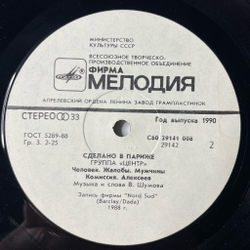 МИНИСТЕРСТВО
КУЛЬТУРЫ СССР
ВСЕСОЮЗНОЕ ТВОРЧЕСКО-
ПРОИЗВОДСТВЕННОЕ ОБЪЕДИНЕНИЕ
ФИРМА
МЕЛОДИЯ
АПРЕЛЕВСКИЙ ОРДЕНА ЛЕНИНА ЗАВОД ГРАМПЛАСТИНОК
СТЕРЕО 33
Год выпуска 1990
ГОСТ 5289-88
Гр. 3. 2-25
С60 29141 008
29142
2
СДЕЛАНО В ПАРИЖЕ
ГРУППА «ЦЕНТР»
Человек. Жалобы. Мужчины
Комиссия. Алексеев
Музыка и слова В. Шумова
Запись фирмы "Nord Sud"
(Barclay/Dada)
1988 г.